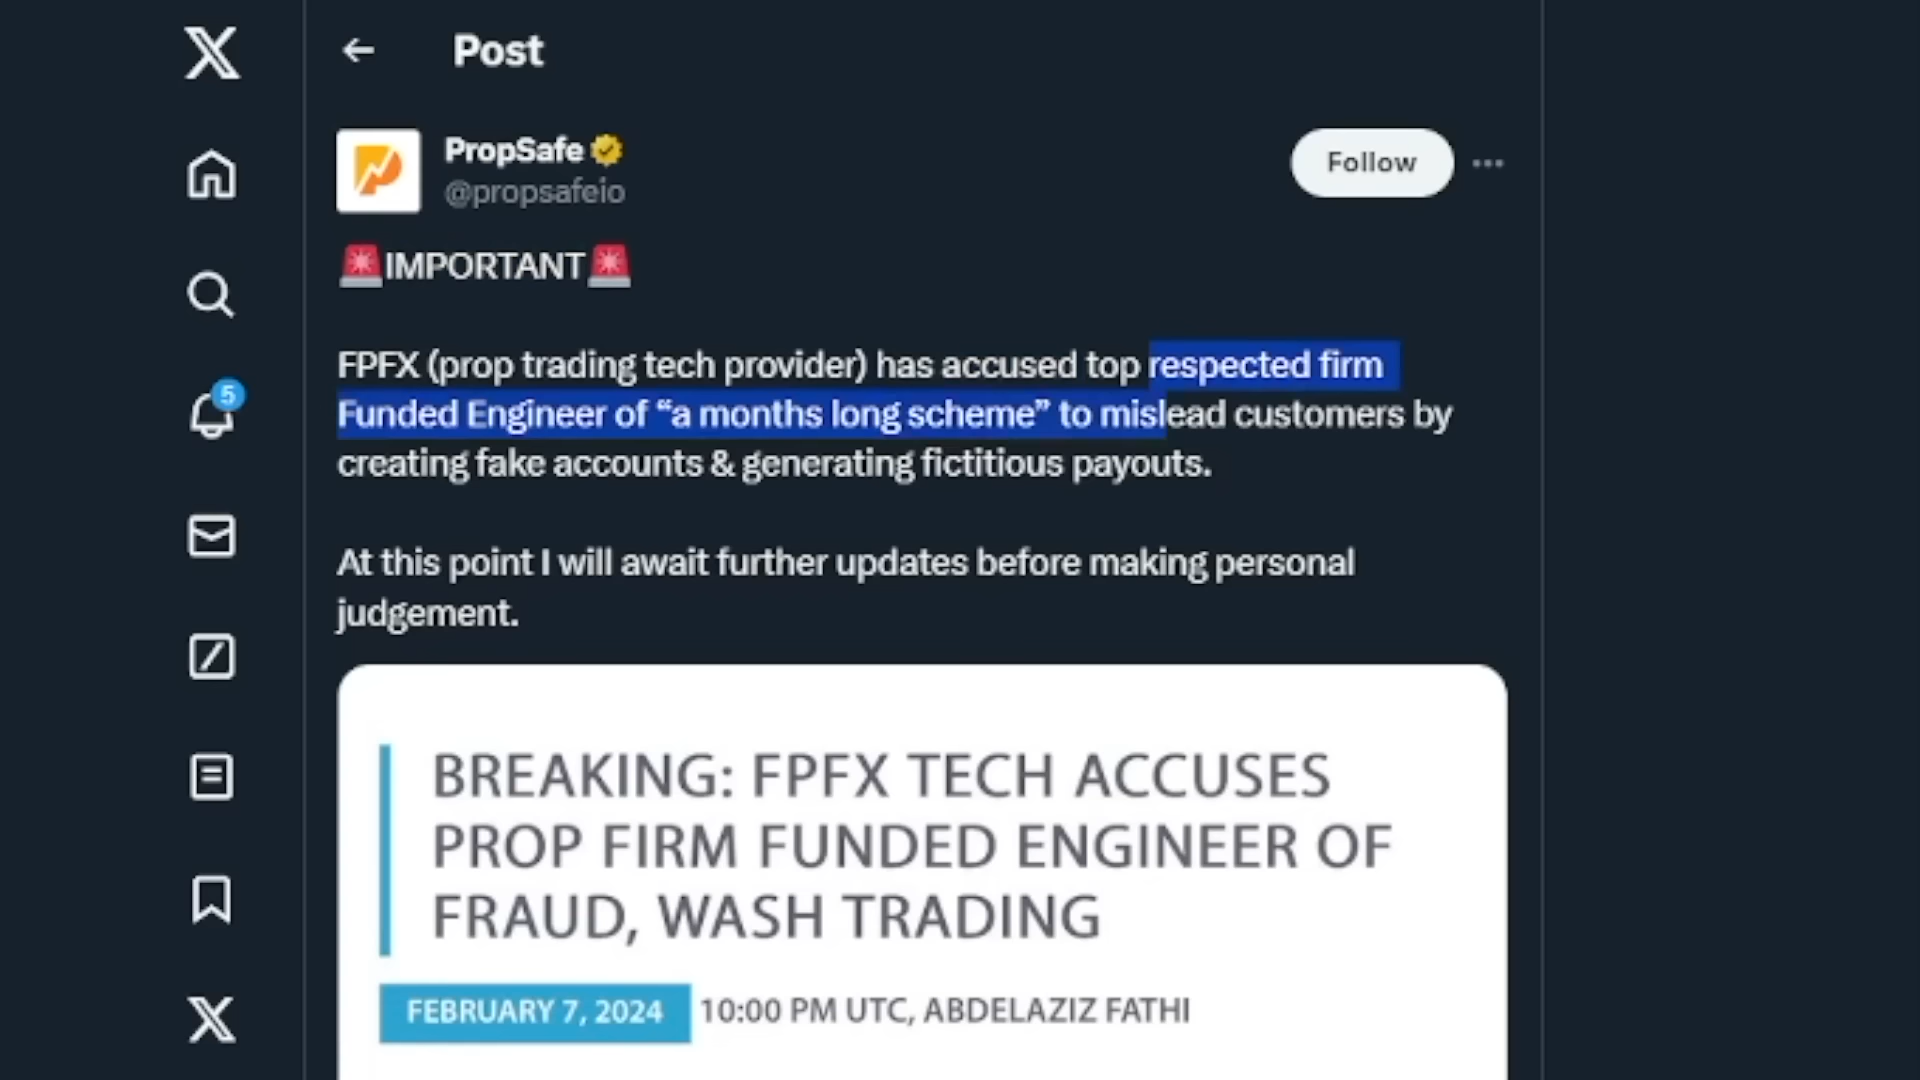 Post
PropSafe
@propsafeio
Follow
🚨IMPORTANT🚨
FPFX (prop trading tech provider) has accused top respected firm
Funded Engineer of “a months long scheme” to mislead customers by
creating fake accounts & generating fictitious payouts.
5
At this point I will await further updates before making personal
judgement.
BREAKING: FPFX TECH ACCUSES
PROP FIRM FUNDED ENGINEER OF
FRAUD, WASH TRADING
FEBRUARY 7, 2024 10:00 PM UTC, ABDELAZIZ FATHI